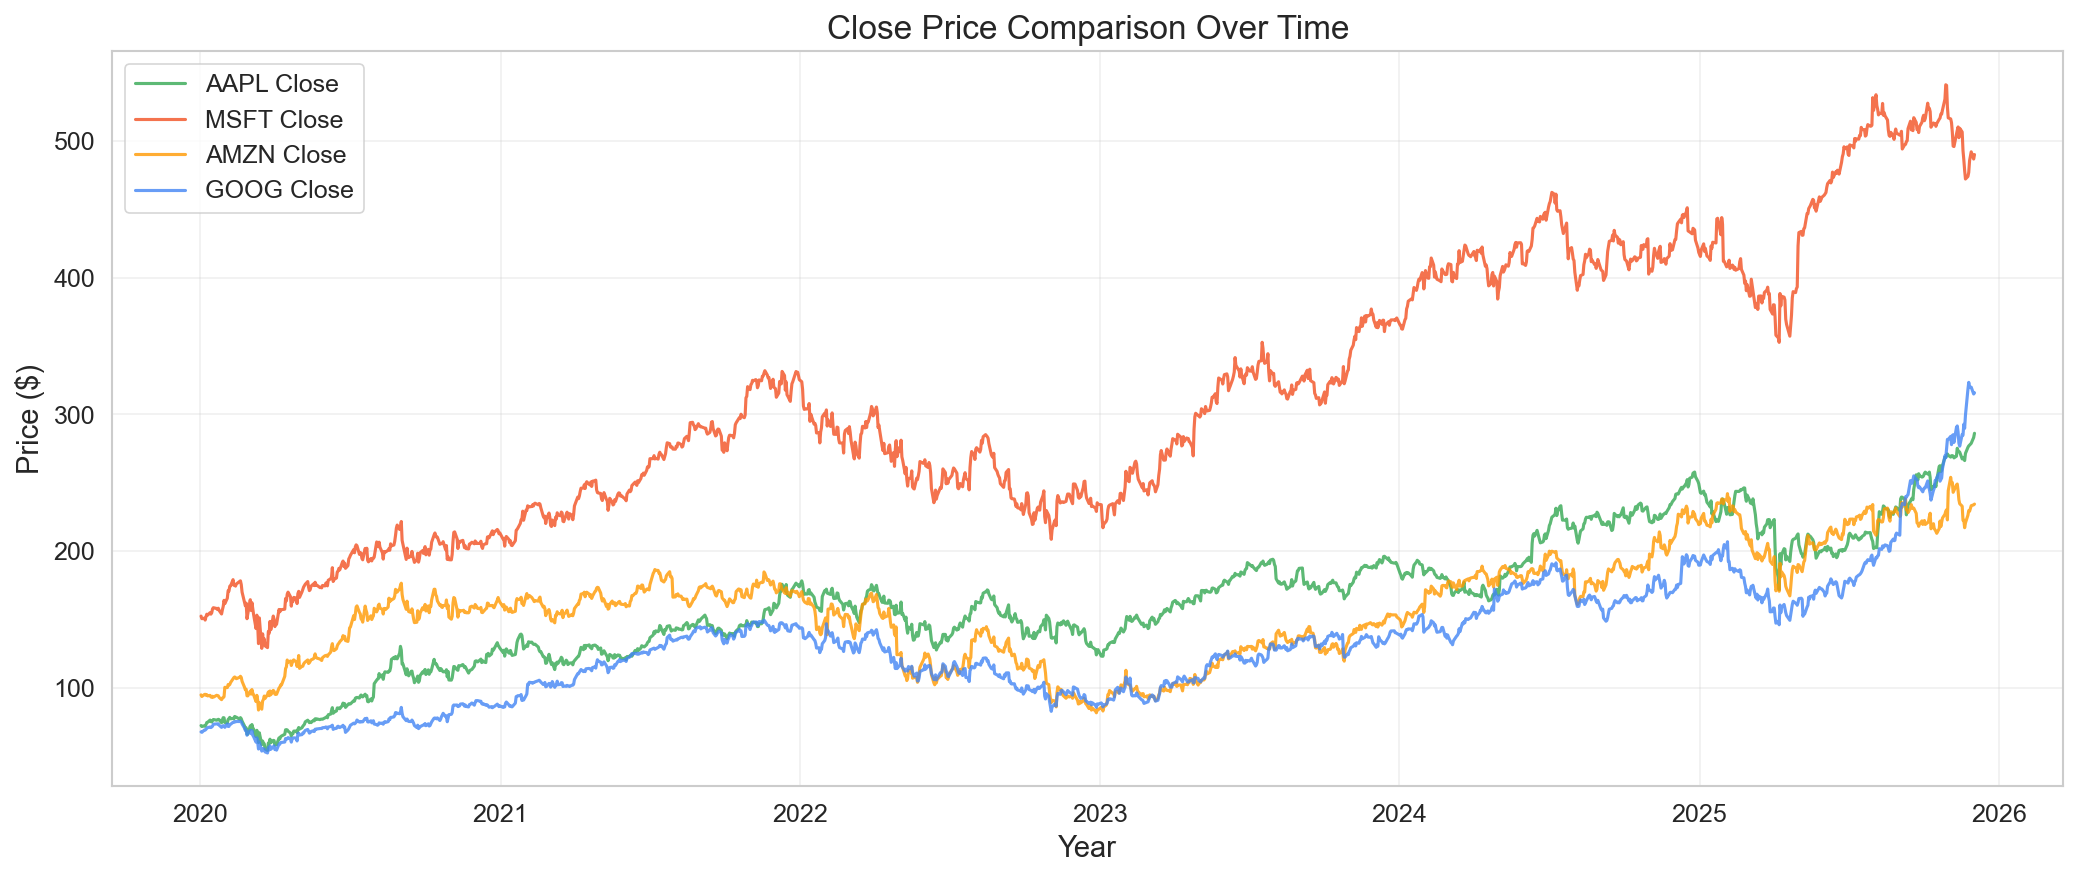 Close Price Comparison Over Time
AAPL Close
MSFT Close
AMZN Close
GOOG Close
Price ($)
500
400
300
200
100
2020 2021 2022 2023 2024 2025 2026
Year